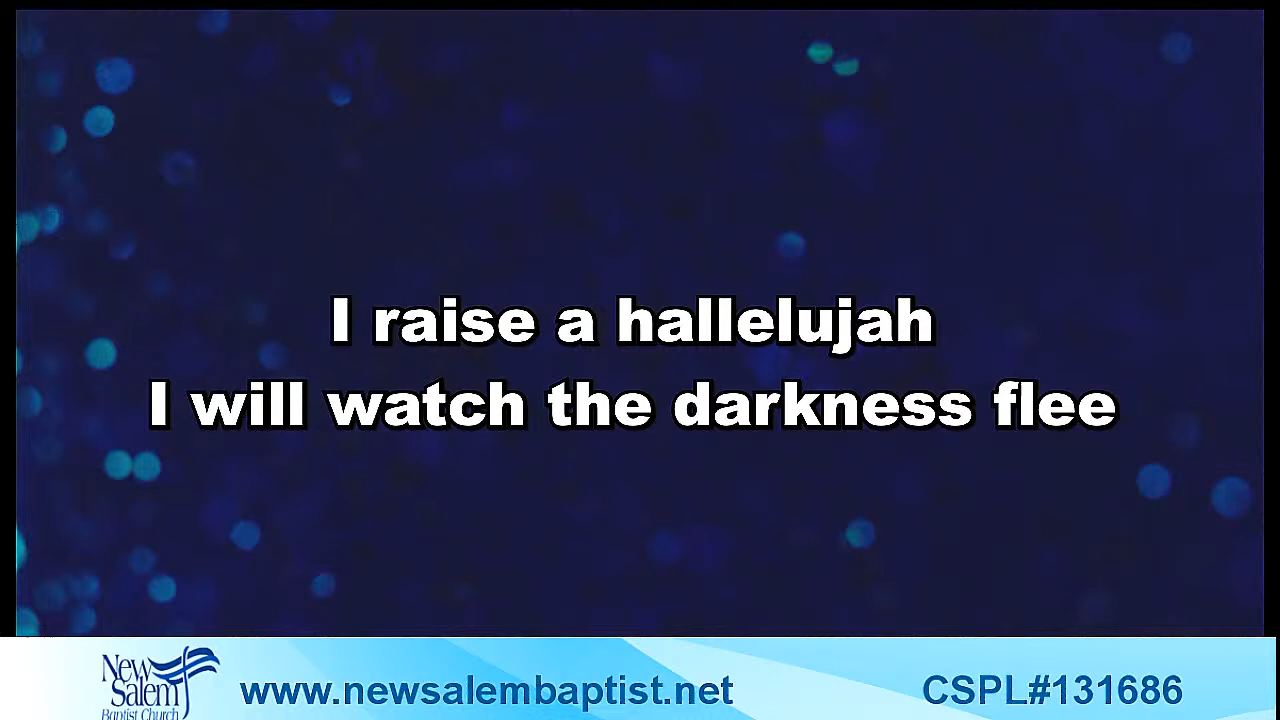 I raise a hallelujah
I will watch the darkness flee
New
Salem
Baptist Church
www.newsalembaptist.net
CSPL#131686